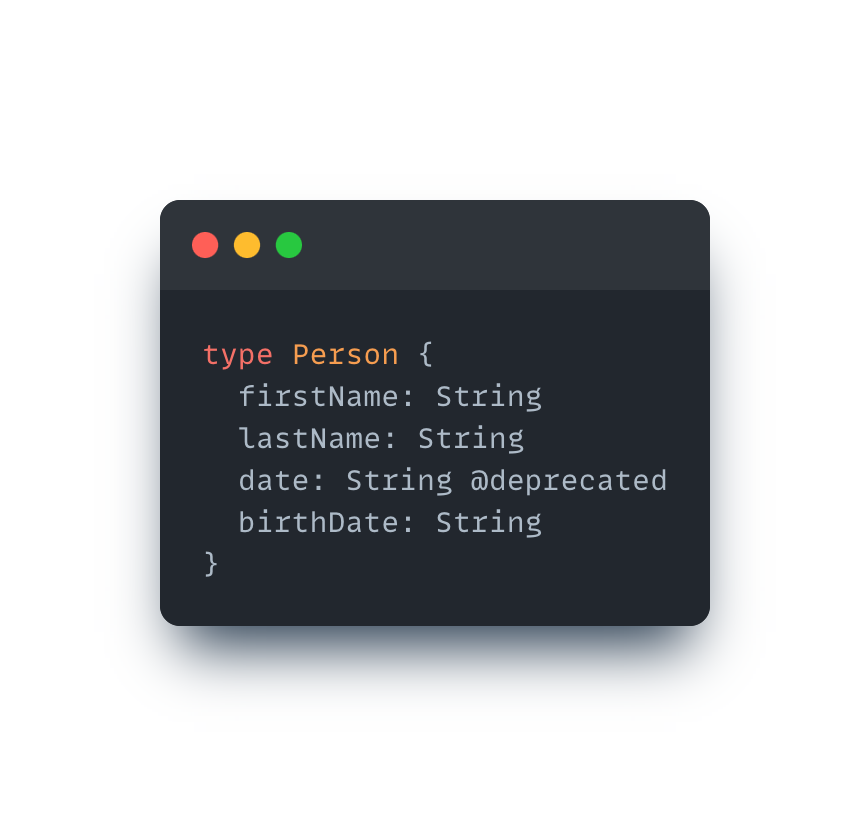 type Person {
  firstName: String
  lastName: String
  date: String @deprecated
  birthDate: String
}